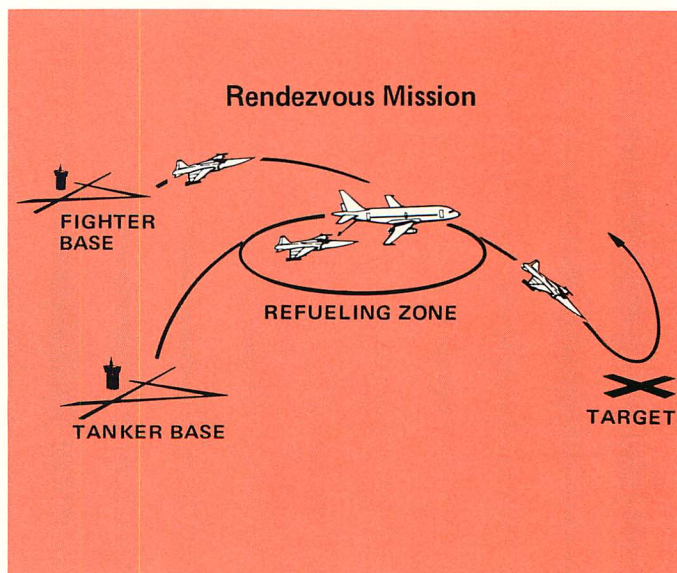 Rendezvous Mission
FIGHTER
BASE
REFUELING ZONE
TANKER BASE
TARGET